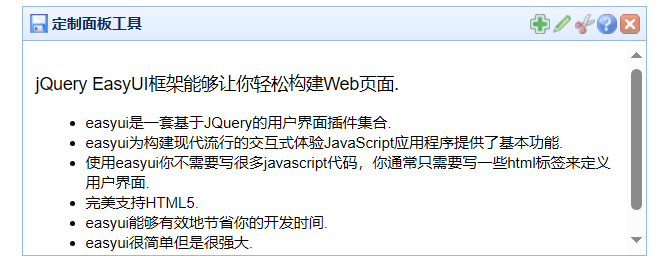 定制面板工具
jQuery EasyUI框架能够让你轻松构建Web页面.
easyui是一套基于JQuery的用户界面插件集合.
easyui为构建现代流行的交互式体验JavaScript应用程序提供了基本功能.
使用easyui你不需要写很多javascript代码，你通常只需要写一些html标签来定义
用户界面.
完美支持HTML5.
easyui能够有效地节省你的开发时间.
easyui很简单但是很强大.